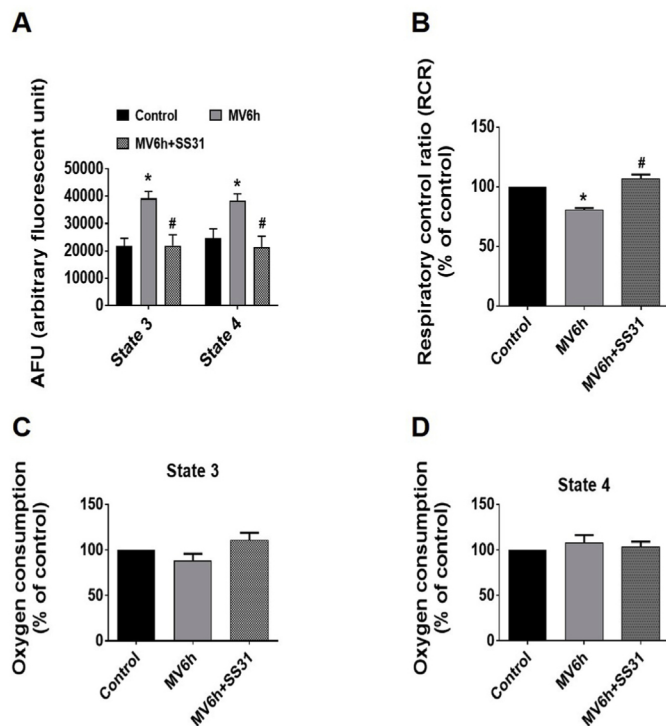 A
AFU (arbitrary fluorescent unit)
Control
MV6h
MV6h+SS31
50000
40000
30000
20000
10000
0
*
#
*
#
State 3
State 4
B
Respiratory control ratio (RCR)
(% of control)
150
100
50
0
*
#
Control
MV6h
MV6h+SS31
C
Oxygen consumption
(% of control)
State 3
150
100
50
0
Control
MV6h
MV6h+SS31
D
Oxygen consumption
(% of control)
State 4
150
100
50
0
Control
MV6h
MV6h+SS31